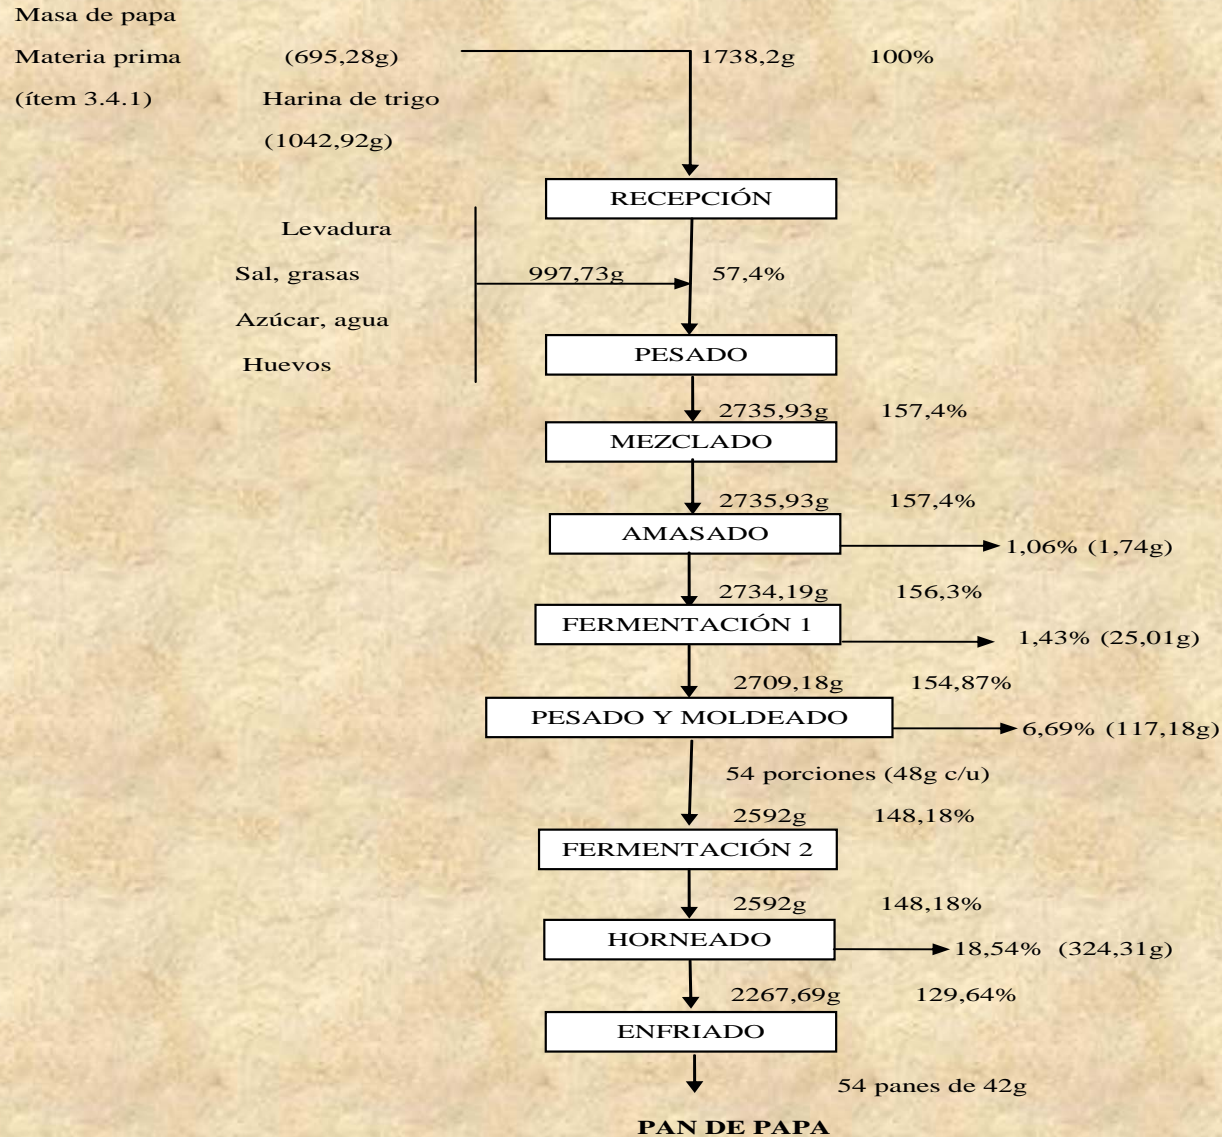 Masa de papa
Materia prima (695,28g) 1738,2g 100%
(ítem 3.4.1) Harina de trigo
(1042,92g)
RECEPCIÓN
Levadura
Sal, grasas 997,73g 57,4%
Azúcar, agua
PESADO
Huevos
2735,93g 157,4%
MEZCLADO
2735,93g 157,4%
AMASADO
1,06% (1,74g)
2734,19g 156,3%
FERMENTACIÓN 1
1,43% (25,01g)
2709,18g 154,87%
PESADO Y MOLDEADO
6,69% (117,18g)
54 porciones (48g c/u)
2592g 148,18%
FERMENTACIÓN 2
2592g 148,18%
HORNEADO
18,54% (324,31g)
2267,69g 129,64%
ENFRIADO
54 panes de 42g
PAN DE PAPA